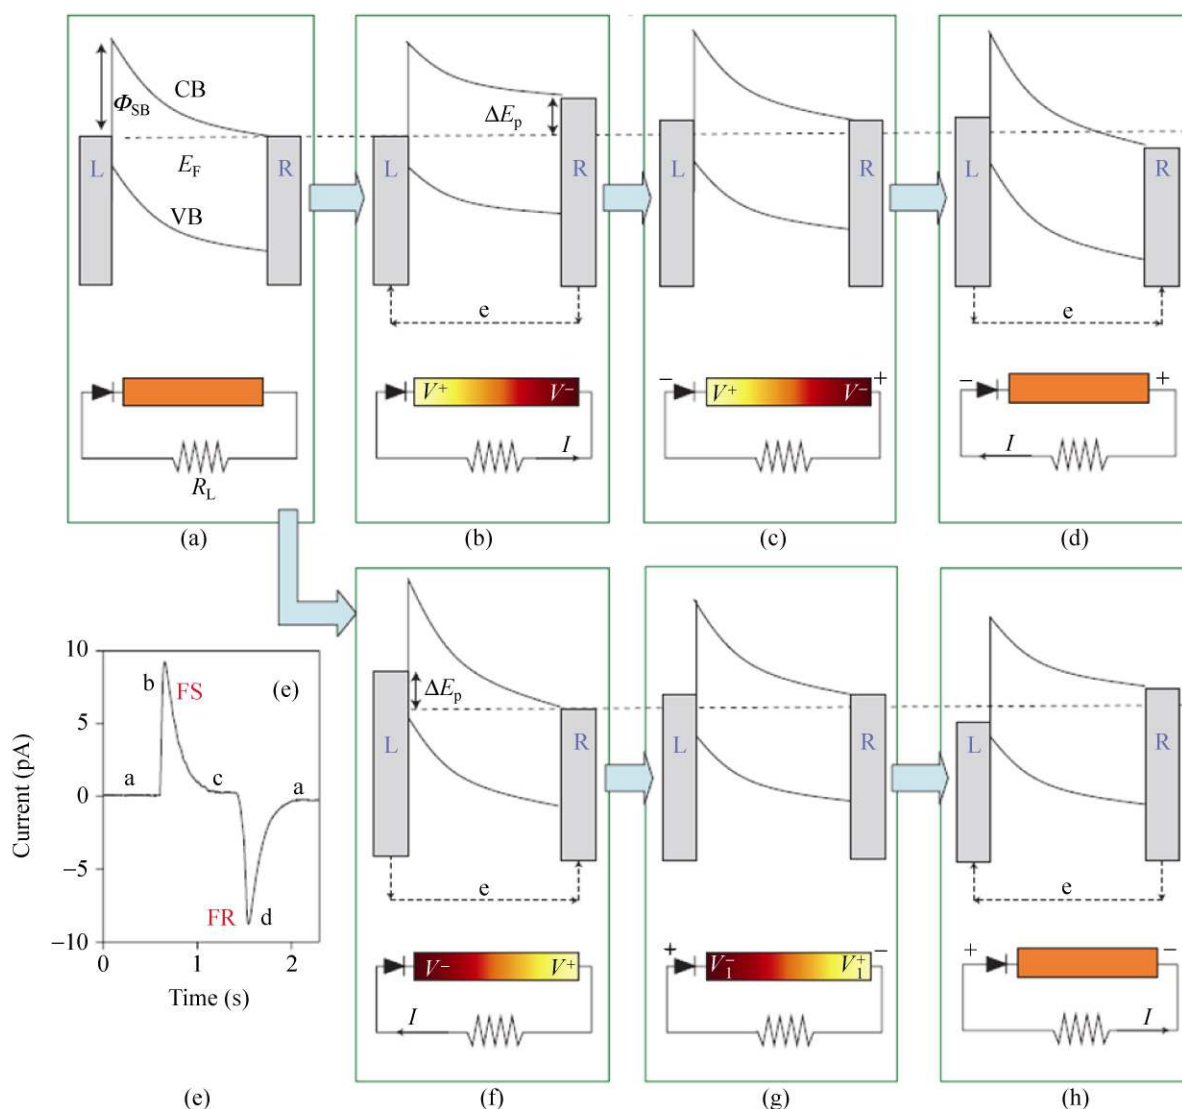 Φ_SB
CB
L
E_F
R
VB
R_L
(a)
ΔE_p
L
R
e
V⁺ V⁻
I
(b)
L
R
− +
V⁺ V⁻
(c)
L
R
e
− +
I
(d)
10
5
0
−5
−10
Current (pA)
b
FS
(e)
a
c
a
FR
d
0 1 2
Time (s)
(e)
ΔE_p
L
R
e
V⁻ V⁺
I
(f)
L
R
+ −
V₁⁻ V₁⁺
(g)
L
R
e
+ −
I
(h)